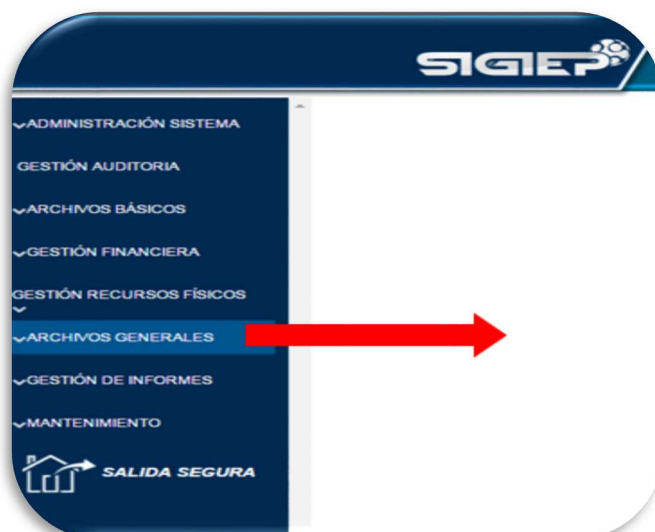 SIGIEP
ADMINISTRACIÓN SISTEMA
GESTIÓN AUDITORIA
ARCHIVOS BÁSICOS
GESTIÓN FINANCIERA
GESTIÓN RECURSOS FÍSICOS
ARCHIVOS GENERALES
GESTIÓN DE INFORMES
MANTENIMIENTO
SALIDA SEGURA